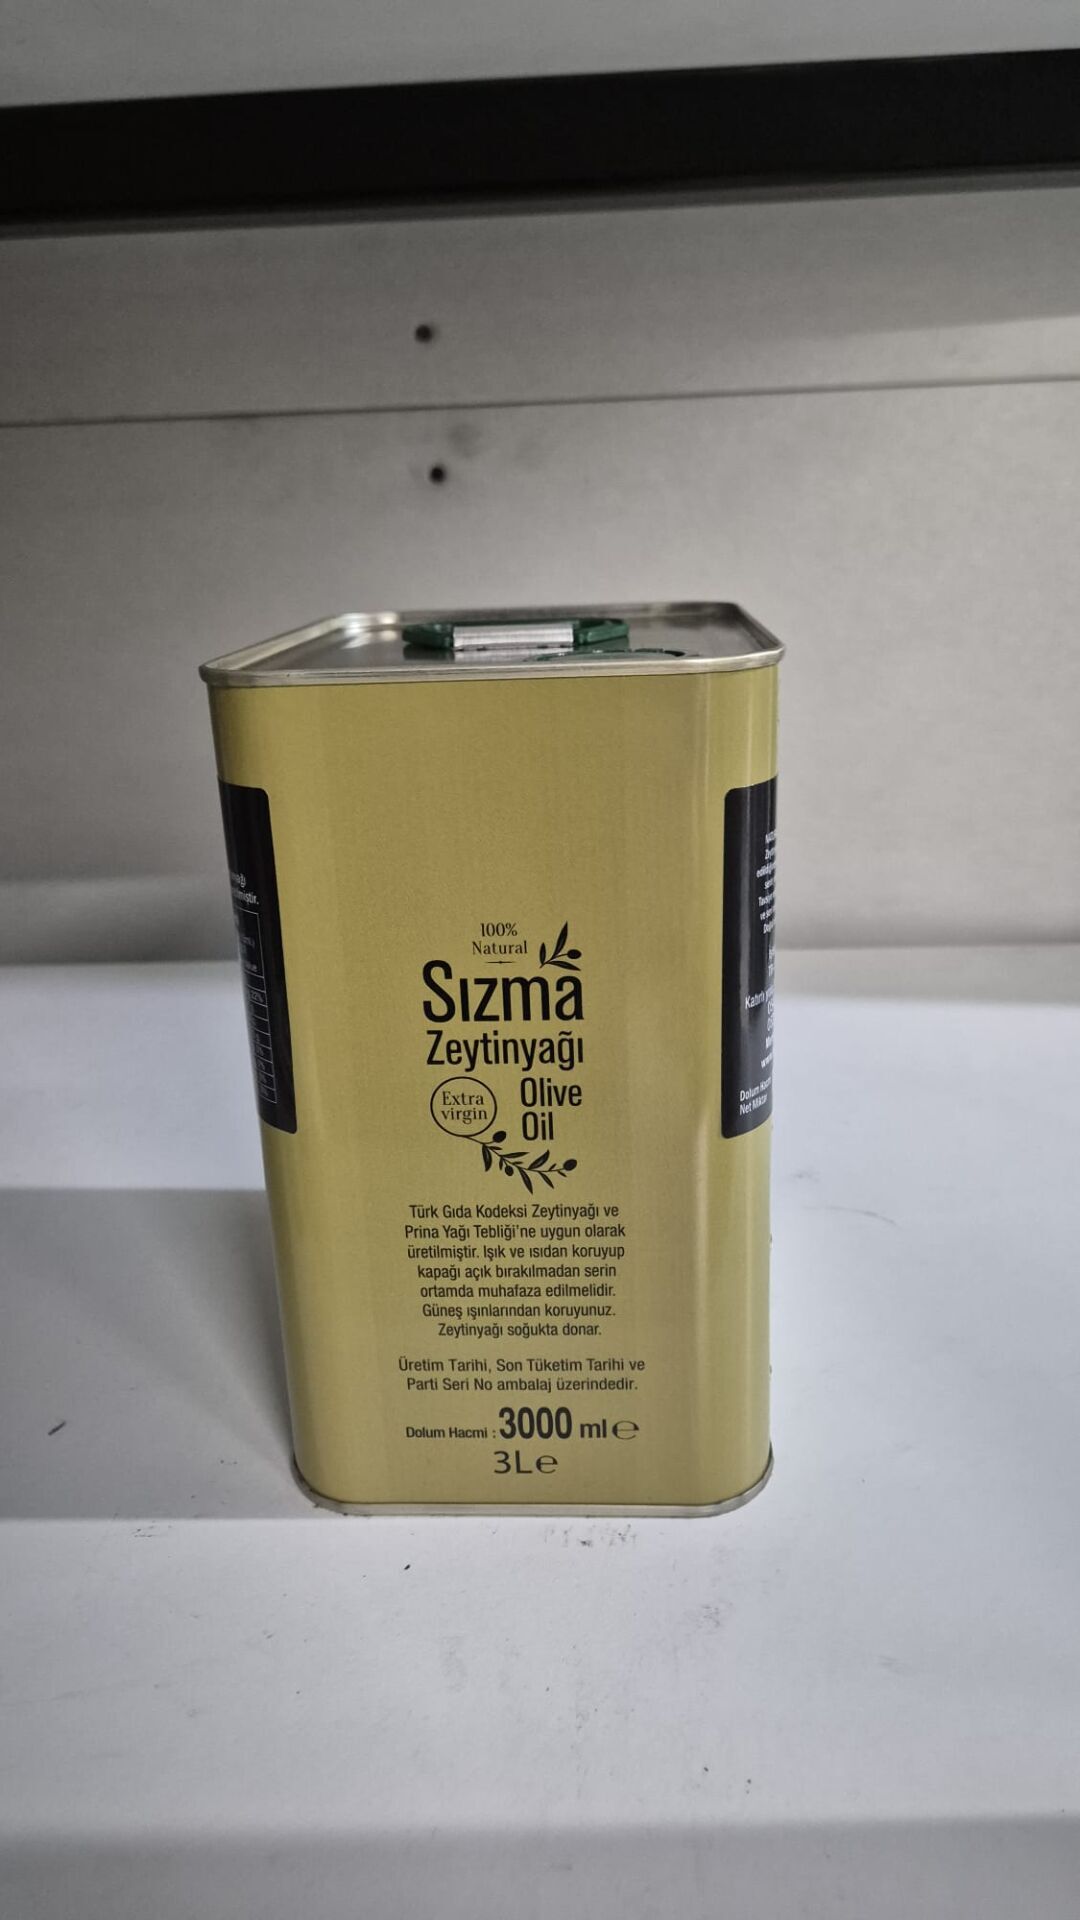 100%
Natural
Sızma
Zeytinyağı
Extra
virgin
Olive
Oil
Türk Gıda Kodeksi Zeytinyağı ve
Prina Yağı Tebliği'ne uygun olarak
üretilmiştir. Işık ve ısıdan koruyup
kapağı açık bırakılmadan serin
ortamda muhafaza edilmelidir.
Güneş ışınlarından koruyunuz.
Zeytinyağı soğukta donar.
Üretim Tarihi, Son Tüketim Tarihi ve
Parti Seri No ambalaj üzerindedir.
Dolum Hacmi : 3000 ml ℮
3L℮
Dolum
Net